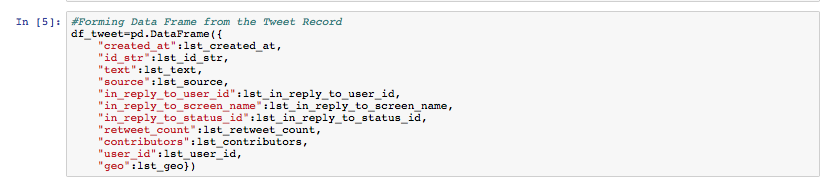 In [5]: #Forming Data Frame from the Tweet Record
df_tweet=pd.DataFrame({
"created_at":lst_created_at,
"id_str":lst_id_str,
"text":lst_text,
"source":lst_source,
"in_reply_to_user_id":lst_in_reply_to_user_id,
"in_reply_to_screen_name":lst_in_reply_to_screen_name,
"in_reply_to_status_id":lst_in_reply_to_status_id,
"retweet_count":lst_retweet_count,
"contributors":lst_contributors,
"user_id":lst_user_id,
"geo":lst_geo})